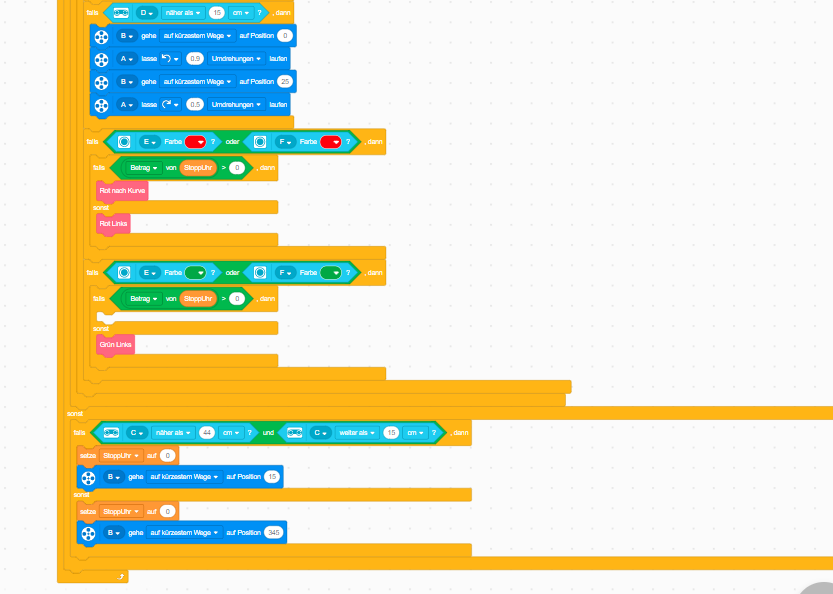 falls D näher als 15 cm ? , dann
B gehe auf kürzestem Wege auf Position 0
A lasse 0.9 Umdrehungen laufen
B gehe auf kürzestem Wege auf Position 25
A lasse 0.5 Umdrehungen laufen
falls E Farbe ? oder F Farbe ? , dann
falls Betrag von StoppUhr > 0 , dann
Rot nach Kurve
sonst
Rot Links
falls E Farbe ? oder F Farbe ? , dann
falls Betrag von StoppUhr > 0 , dann
sonst
Grün Links
sonst
falls C näher als 44 cm ? und C weiter als 15 cm ? , dann
setze StoppUhr auf 0
B gehe auf kürzestem Wege auf Position 15
sonst
setze StoppUhr auf 0
B gehe auf kürzestem Wege auf Position 345